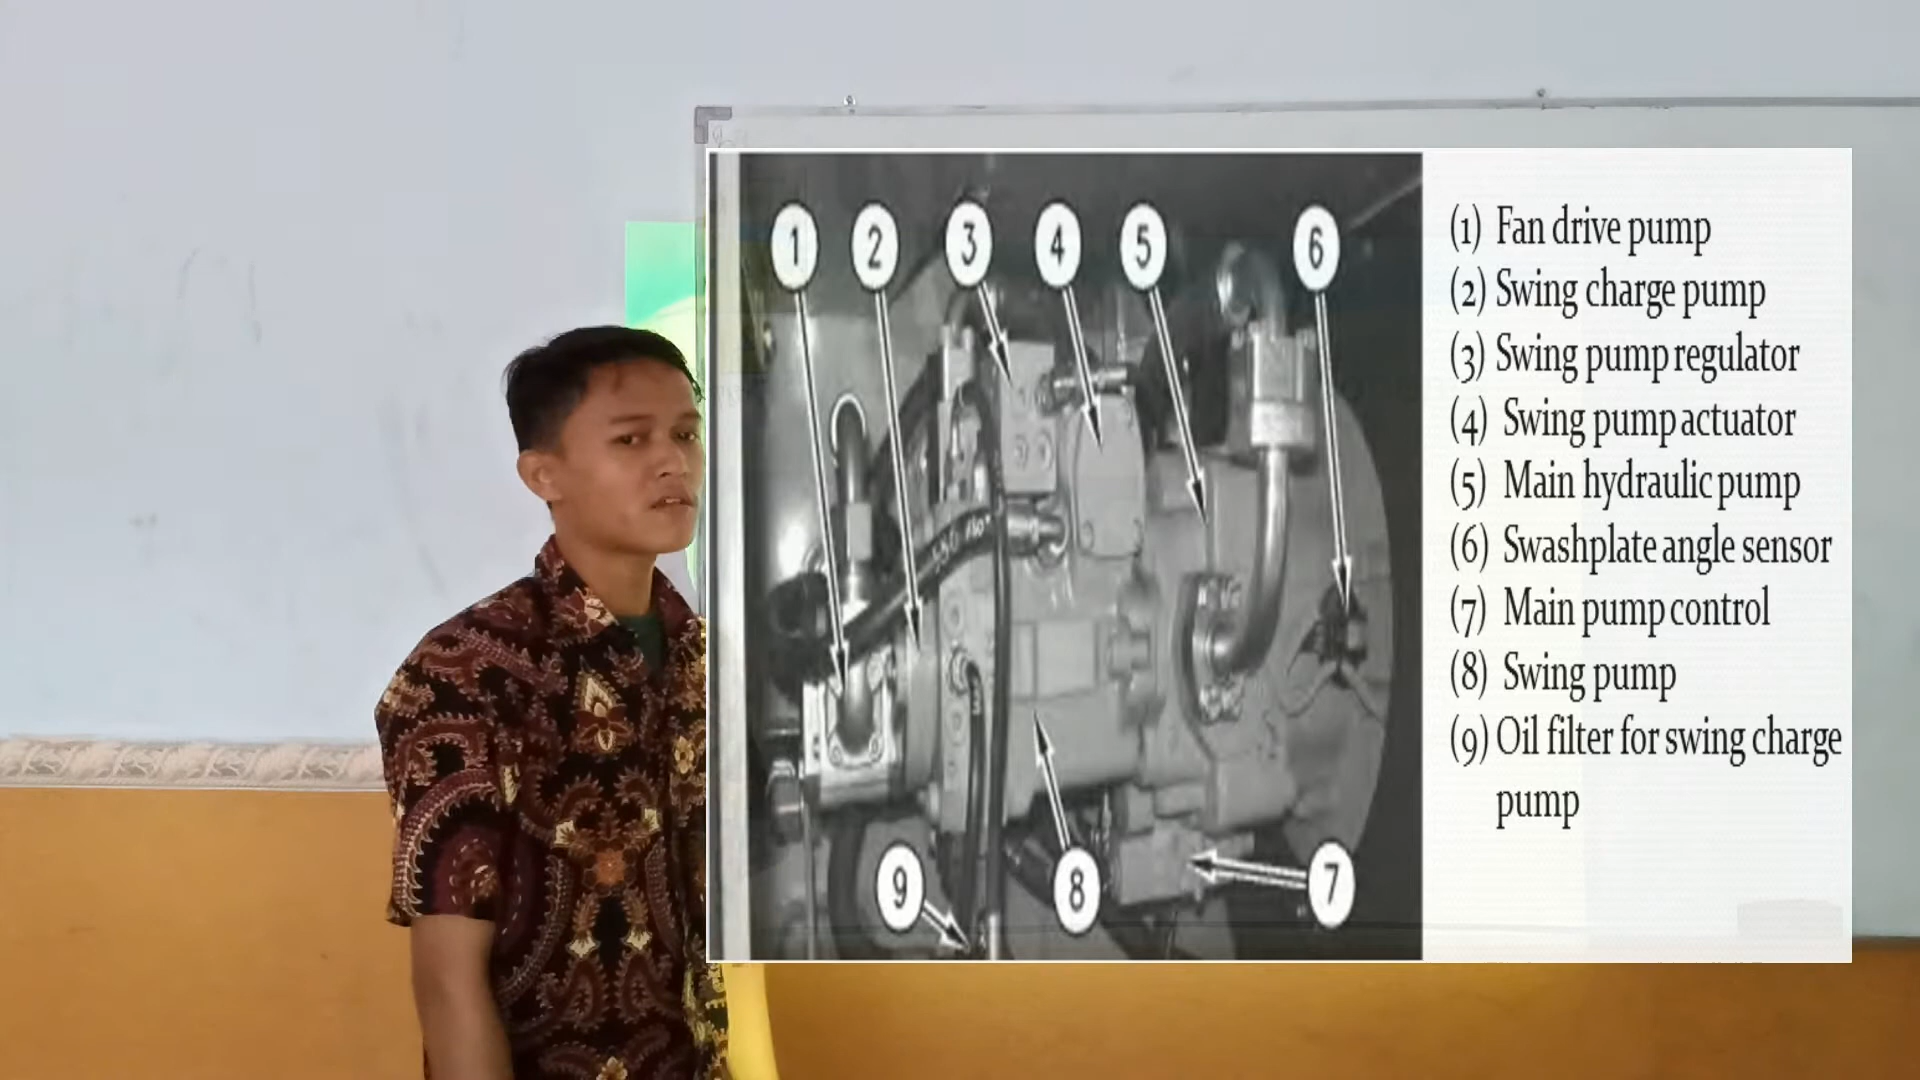 1 2 3 4 5 6
9 8 7
(1) Fan drive pump
(2) Swing charge pump
(3) Swing pump regulator
(4) Swing pump actuator
(5) Main hydraulic pump
(6) Swashplate angle sensor
(7) Main pump control
(8) Swing pump
(9) Oil filter for swing charge
pump